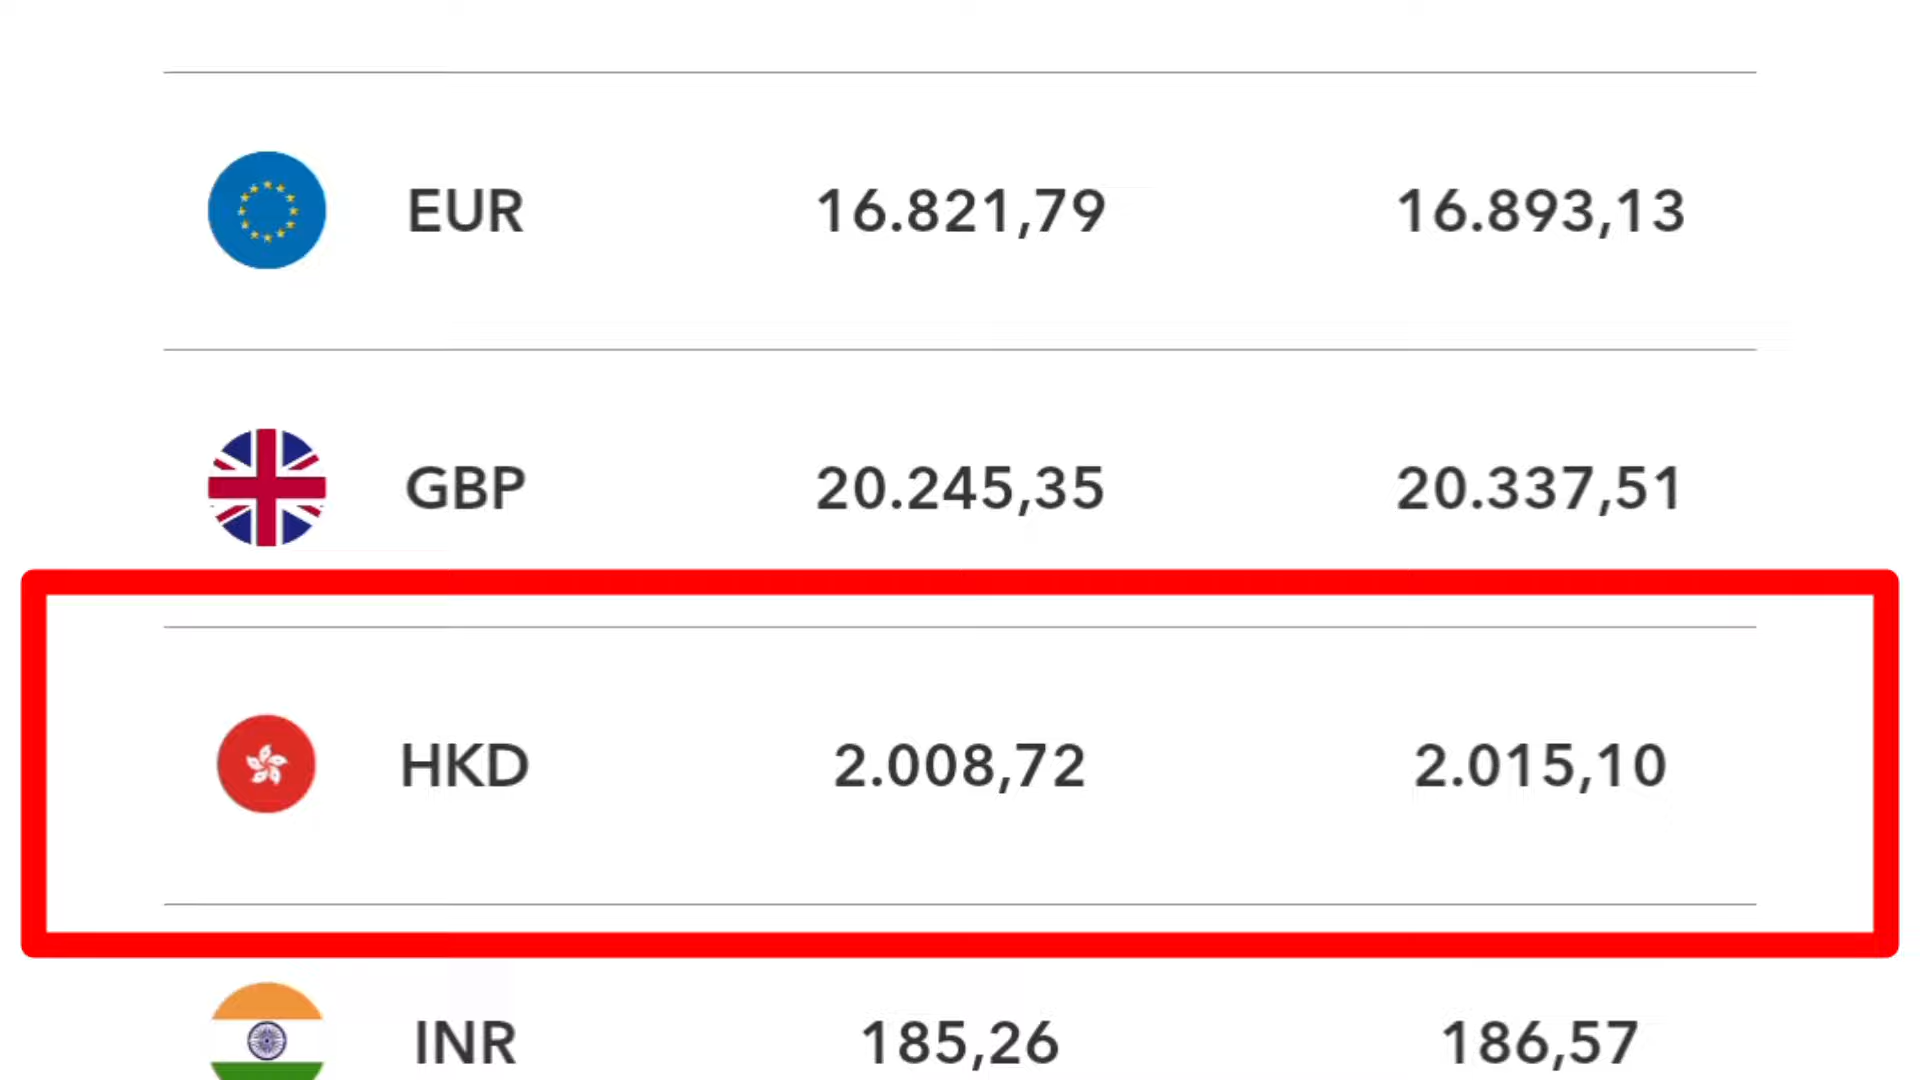 EUR 16.821,79 16.893,13
GBP 20.245,35 20.337,51
HKD 2.008,72 2.015,10
INR 185,26 186,57